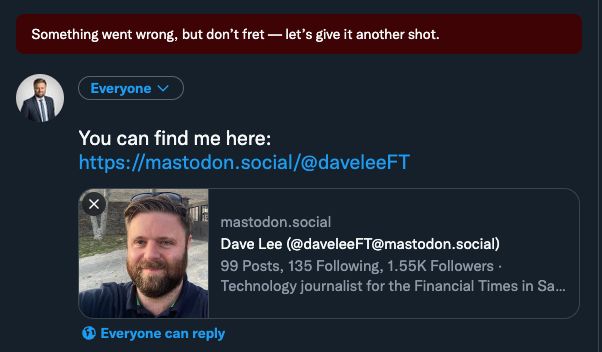 Something went wrong, but don’t fret — let’s give it another shot.
Everyone
You can find me here:
https://mastodon.social/@daveleeFT
mastodon.social
Dave Lee (@daveleeFT@mastodon.social)
99 Posts, 135 Following, 1.55K Followers ·
Technology journalist for the Financial Times in Sa...
Everyone can reply